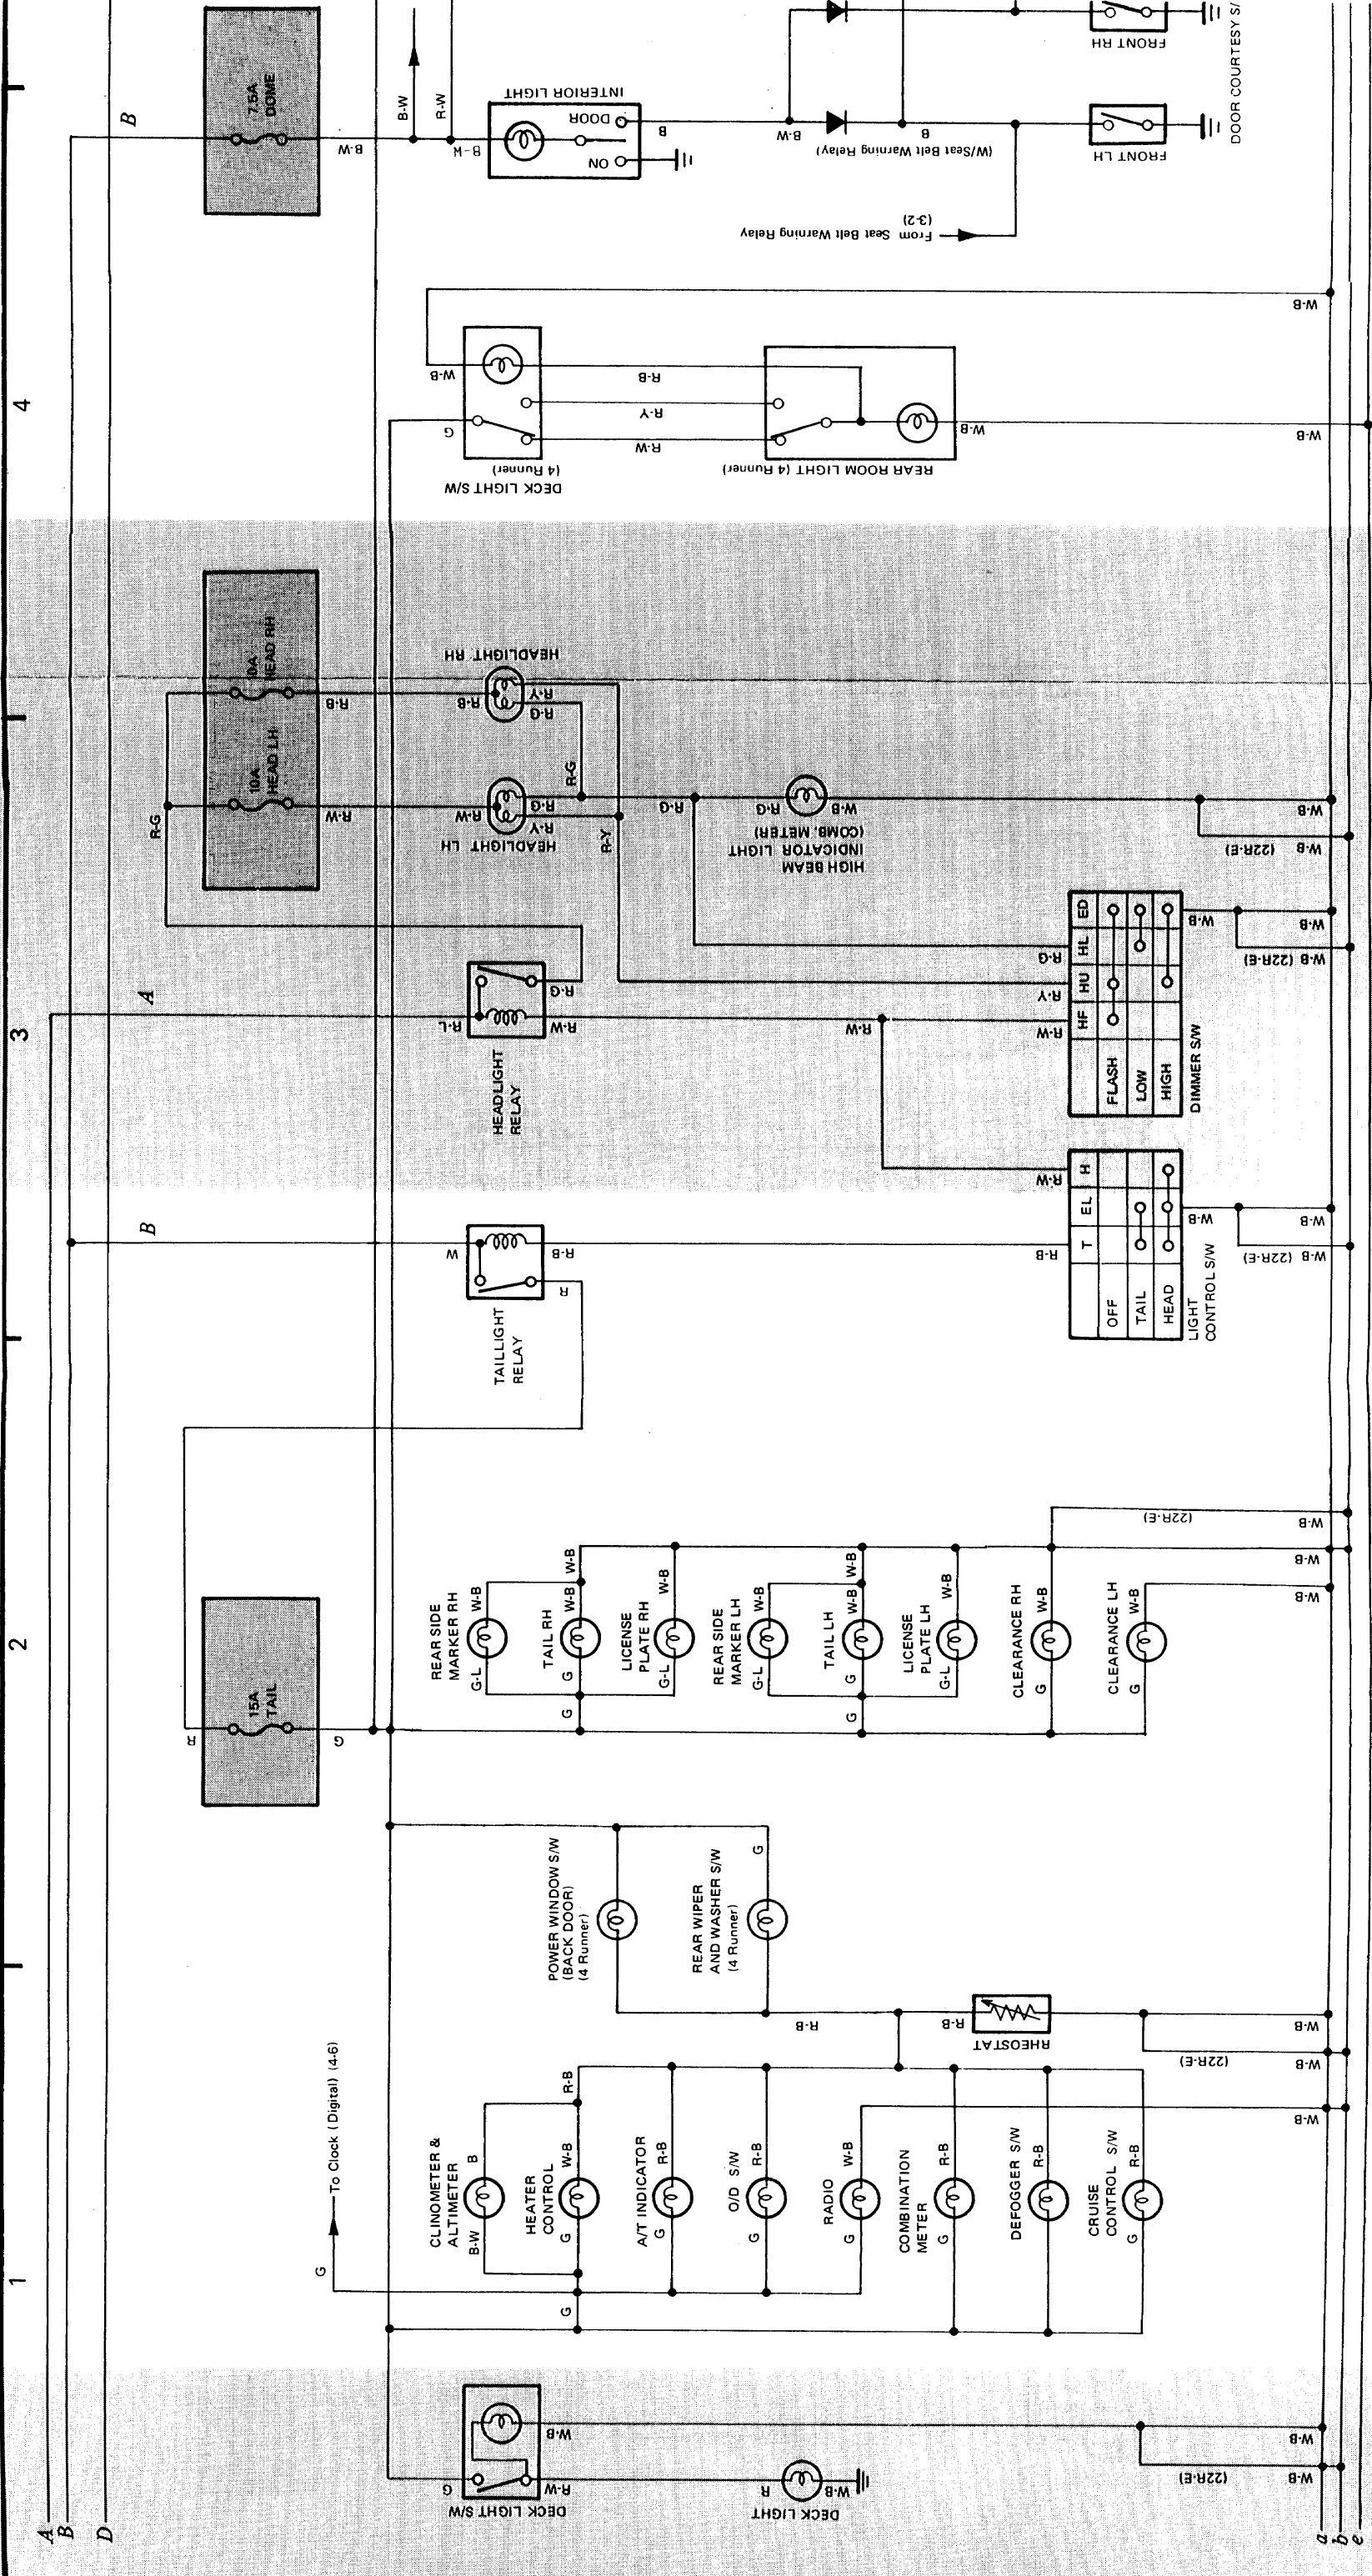 1
2
3
4
A
B
D
G
DECK LIGHT S/W
R-W
W-B
R
DECK LIGHT
W-B
(22R-E)
W-B
W-B
a
b
e
To Clock (Digital) (4-6)
G
CLINOMETER &
ALTIMETER
B-W
B
HEATER
CONTROL
G
G
W-B
R-B
A/T INDICATOR
G
R-B
O/D S/W
R-B
RADIO
G
W-B
COMBINATION
METER
G
R-B
DEFOGGER S/W
R-B
CRUISE
CONTROL S/W
G
R-B
W-B
POWER WINDOW S/W
(BACK DOOR)
(4 Runner)
REAR WIPER
AND WASHER S/W
(4 Runner)
G
R-B
R-B
RHEOSTAT
(22R-E)
W-B
W-B
R
15A
TAIL
G
REAR SIDE
MARKER RH
G-L
W-B
TAIL RH
G
G
W-B
W-B
LICENSE
PLATE RH
G-L
W-B
REAR SIDE
MARKER LH
G-L
W-B
TAIL LH
G
G
W-B
W-B
LICENSE
PLATE LH
W-B
CLEARANCE RH
G
W-B
CLEARANCE LH
G
W-B
(22R-E)
W-B
W-B
W-B
B
W
R-B
R
TAILLIGHT
RELAY
R-B
R-W
T
EL
H
OFF
TAIL
HEAD
LIGHT
CONTROL S/W
W-B
W-B (22R-E)
W-B
A
R-L
R-W
R-G
HEADLIGHT
RELAY
R-W
R-W
R-Y
R-G
HF
HU
HL
ED
FLASH
LOW
HIGH
DIMMER S/W
W-B
W-B (22R-E)
W-B
R-G
10A
HEAD LH
HEAD RH
R-W
R-B
R-W
R-Y
R-G
HEADLIGHT LH
R-B
R-G
R-Y
HEADLIGHT RH
R-G
R-Y
R-G
R-G
W-B
HIGH BEAM
INDICATOR LIGHT
(COMB. METER)
W-B (22R-E)
W-B
G
W-B
DECK LIGHT S/W
(4 Runner)
R-W
R-Y
R-B
REAR ROOM LIGHT (4 Runner)
W-B
W-B
W-B
B
7.5A
DOME
B-W
B-W
R-W
INTERIOR LIGHT
ON
DOOR
B
B-W
(W/Seat Belt Warning Relay)
B
From Seat Belt Warning Relay
(3-2)
FRONT LH
FRONT RH
DOOR COURTESY S/